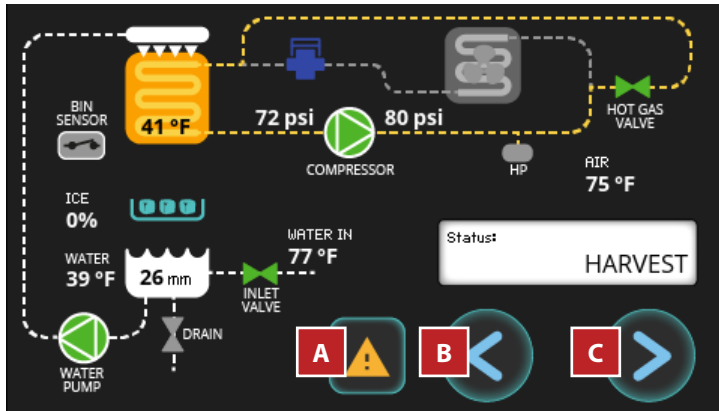 BIN
SENSOR
41 °F
72 psi
80 psi
COMPRESSOR
HP
HOT GAS
VALVE
AIR
75 °F
ICE
0%
WATER
39 °F
26 mm
WATER IN
77 °F
INLET
VALVE
DRAIN
WATER
PUMP
Status:
HARVEST
A
B
C